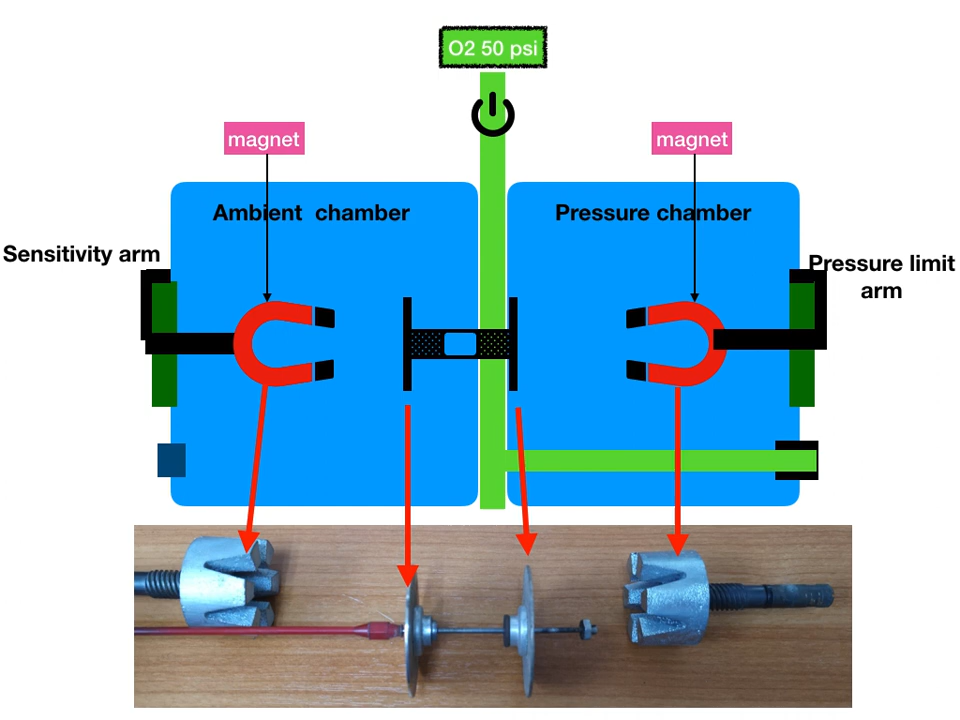 O2 50 psi
magnet
magnet
Ambient chamber
Pressure chamber
Sensitivity arm
Pressure limit
arm